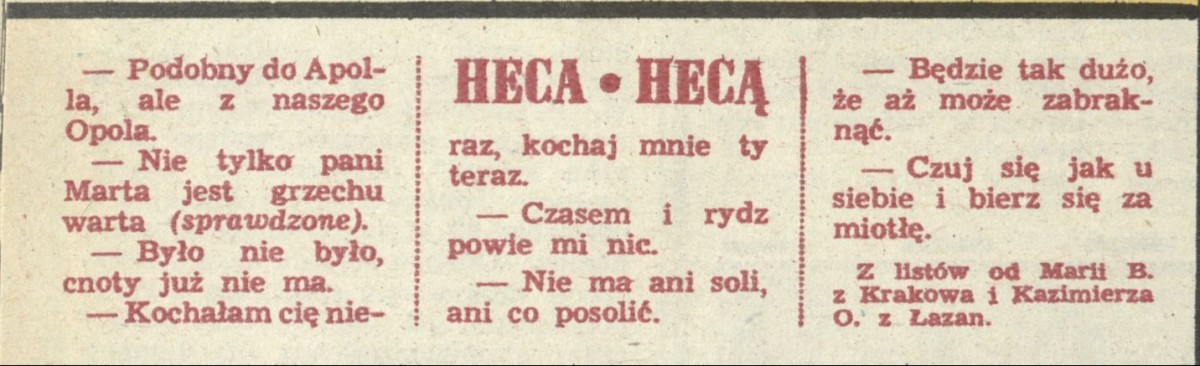 — Podobny do Apol-
la, ale z naszego
Opola.
— Nie tylko pani
Marta jest grzechu
warta (sprawdzone).
— Było nie było,
cnoty już nie ma.
— Kochałam cię nie-
HECA • HECĄ
raz, kochaj mnie ty
teraz.
— Czasem i rydz
powie mi nic.
— Nie ma ani soli,
ani co posolić.
— Będzie tak dużo,
że aż może zabrak-
nąć.
— Czuj się jak u
siebie i bierz się za
miotłę.
Z listów od Marii B.
z Krakowa i Kazimierza
O. z Łazan.